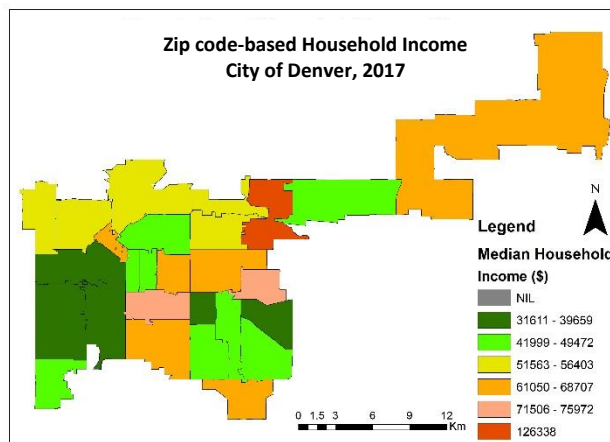 Zip code-based Household Income
City of Denver, 2017
N
Legend
Median Household
Income ($)
NIL
31611 - 39659
41999 - 49472
51563 - 56403
61050 - 68707
71506 - 75972
126338
0 1.5 3 6 9 12
Km